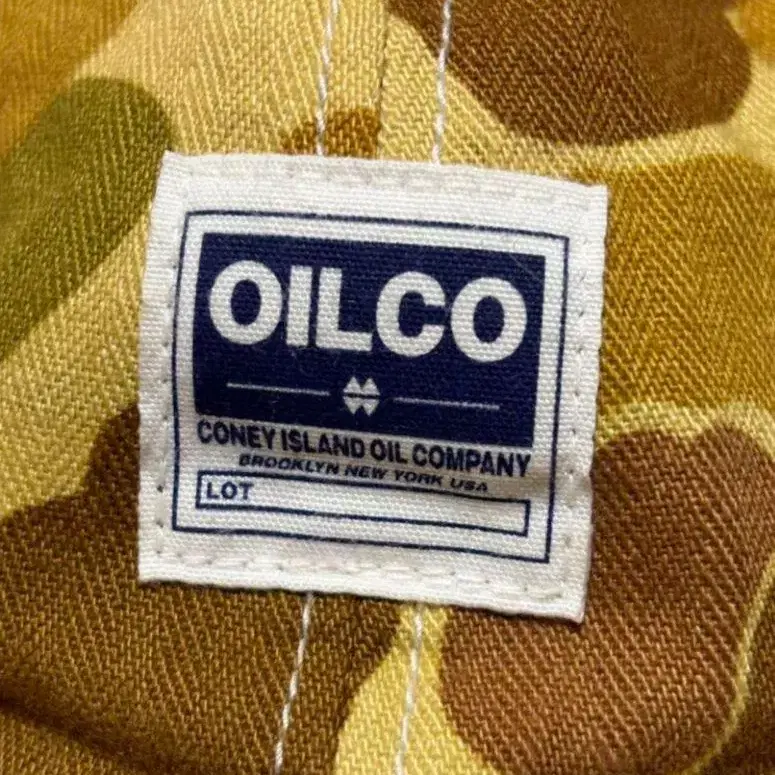 OILCO
CONEY ISLAND OIL COMPANY
BROOKLYN NEW YORK USA
LOT